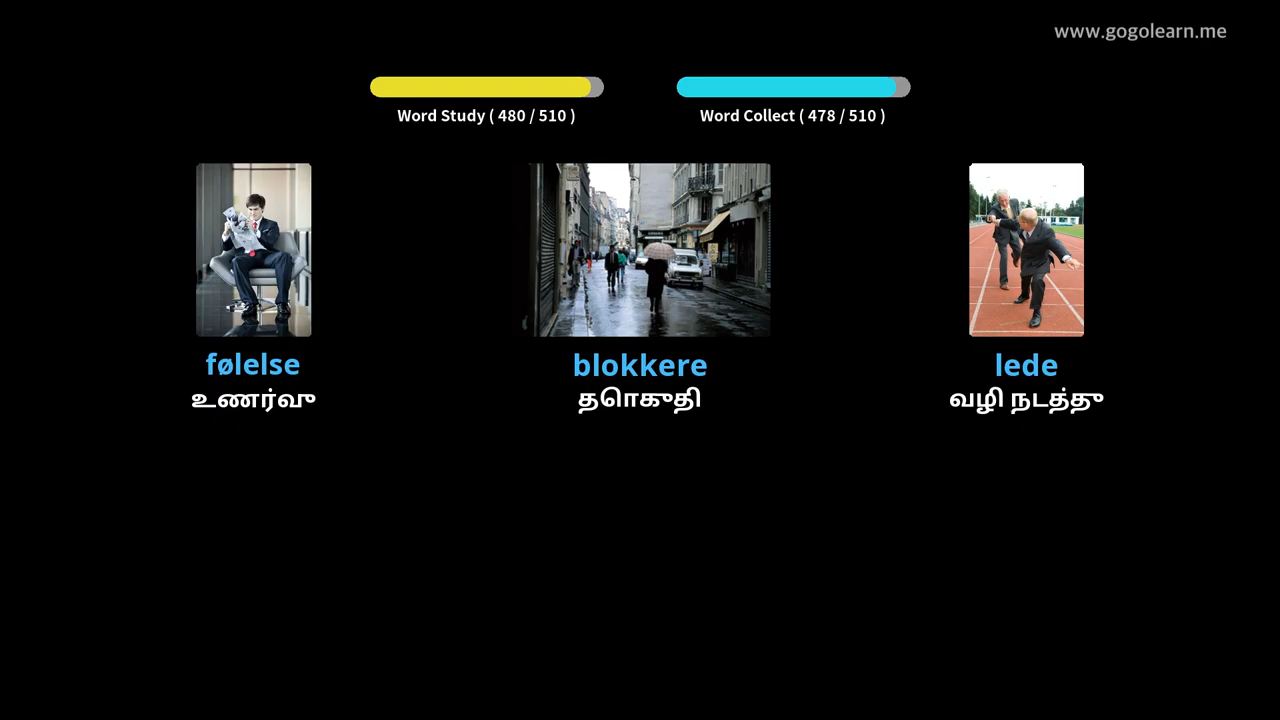 www.gogolearn.me
Word Study ( 480 / 510 )
Word Collect ( 478 / 510 )
følelse
blokkere
lede
உணர்வு
தொகுதி
வழி நடத்து